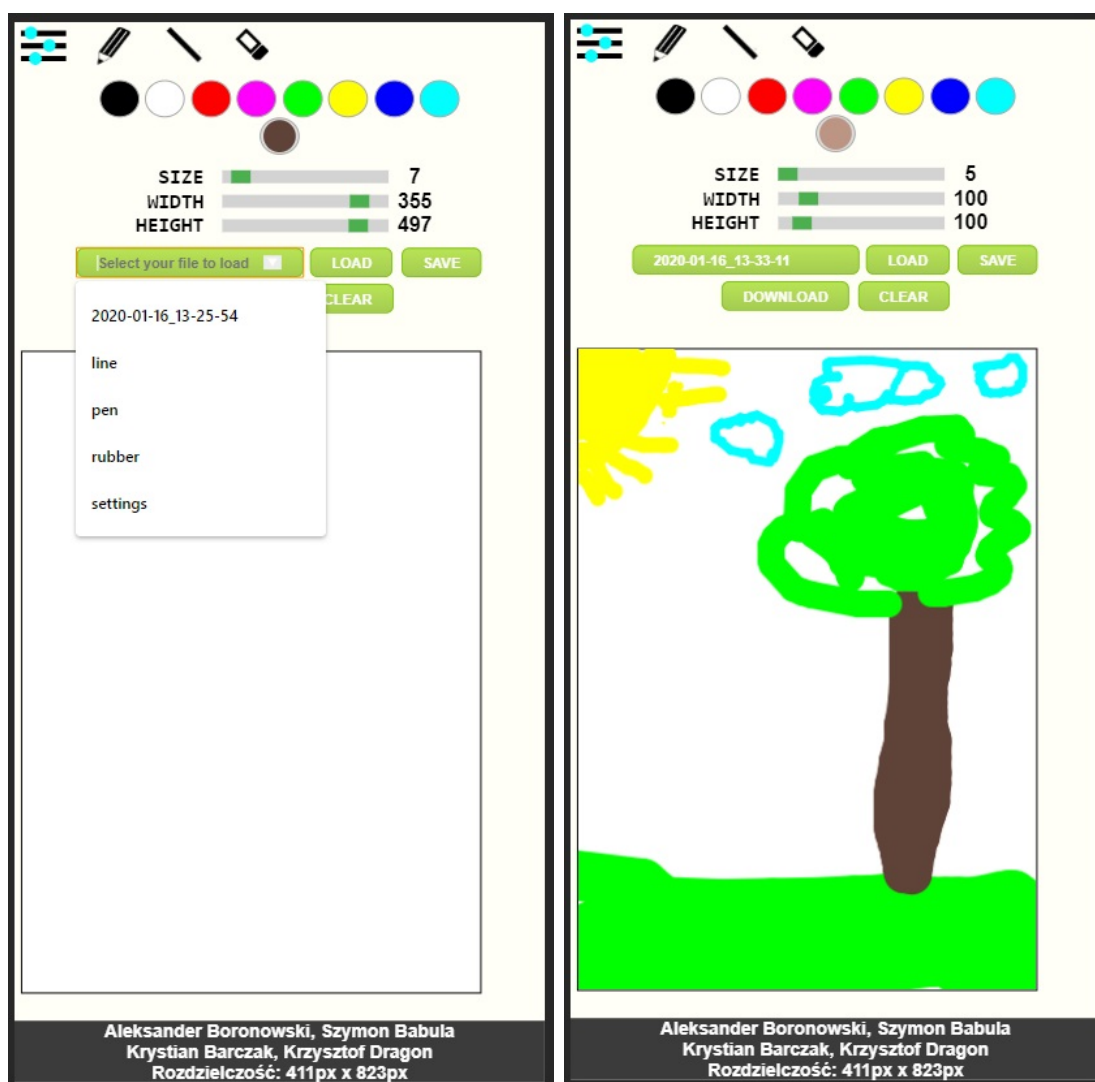 SIZE 7
WIDTH 355
HEIGHT 497
Select your file to load LOAD SAVE
CLEAR
2020-01-16_13-25-54
line
pen
rubber
settings
Aleksander Boronowski, Szymon Babula
Krystian Barczak, Krzysztof Dragon
Rozdzielczość: 411px x 823px
SIZE 5
WIDTH 100
HEIGHT 100
2020-01-16_13-33-11 LOAD SAVE
DOWNLOAD CLEAR
Aleksander Boronowski, Szymon Babula
Krystian Barczak, Krzysztof Dragon
Rozdzielczość: 411px x 823px